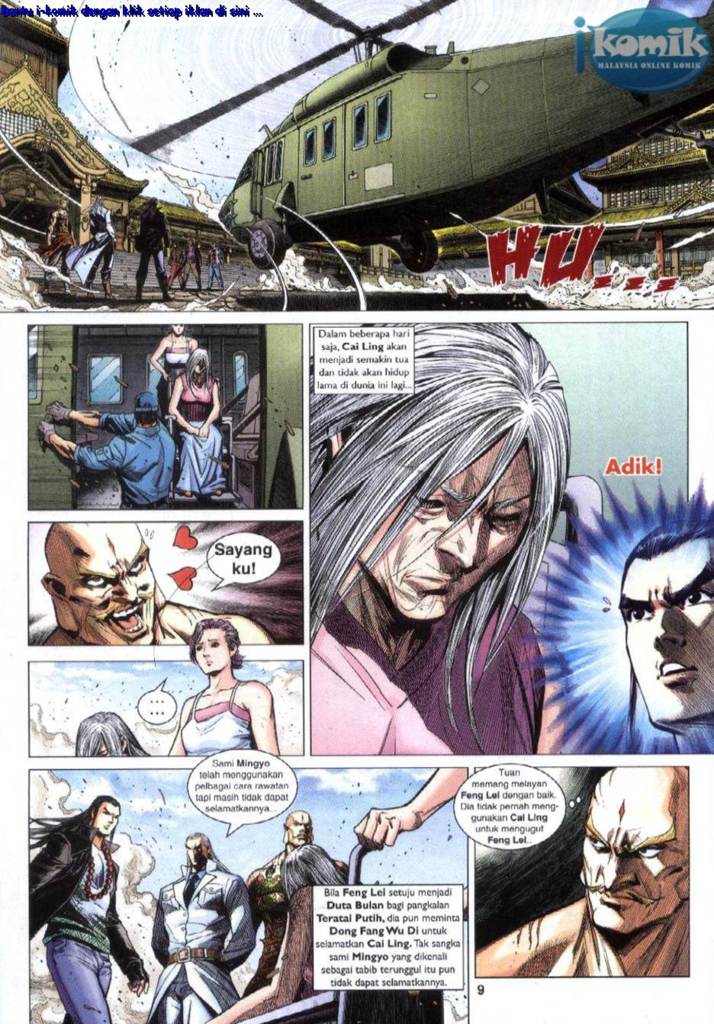 Bantu i-komik dengan klik setiap iklan di sini ...
ikomik
MALAYSIA ONLINE KOMIK
HU...
Dalam beberapa hari
saja, Cai Ling akan
menjadi semakin tua
dan tidak akan hidup
lama di dunia ini lagi...
Adik!
Sayang
ku!
...
Sami Mingyo
telah menggunakan
pelbagai cara rawatan
tapi masih tidak dapat
selamatkannya...
Bila Feng Lei setuju menjadi
Duta Bulan bagi pangkalan
Teratai Putih, dia pun meminta
Dong Fang Wu Di untuk
selamatkan Cai Ling. Tak sangka
sami Mingyo yang dikenali
sebagai tabib terunggul itu pun
tidak dapat selamatkannya.
Tuan
memang melayan
Feng Lei dengan baik.
Dia tidak pernah meng-
gunakan Cai Ling
untuk mengugut
Feng Lei...
9